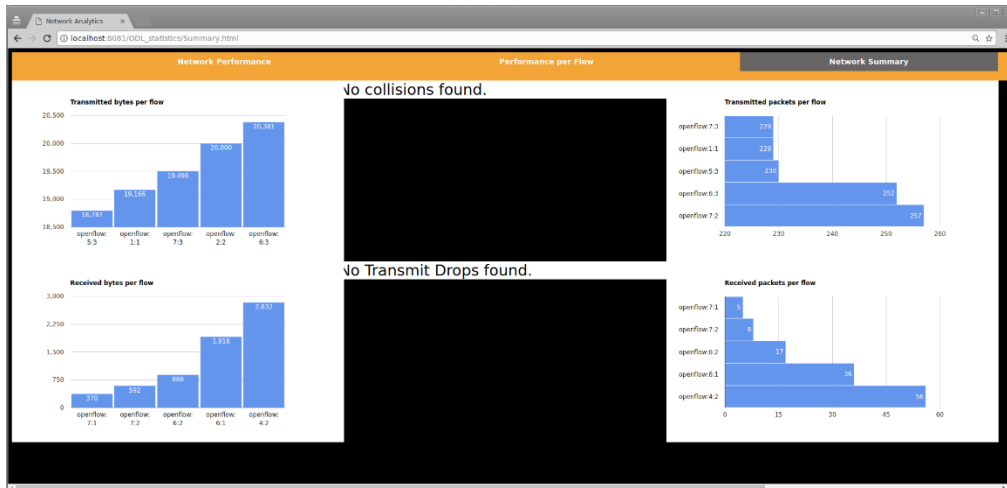 Network Analytics
localhost:8081/ODL_statistics/Summary.html
Network Performance
Performance per Flow
Network Summary
Transmitted bytes per flow
20,500
20,000
19,500
19,000
18,500
18,787
19,166
19,498
20,000
20,381
openflow: openflow: openflow: openflow: openflow:
5:3 1:1 7:3 2:2 6:3
No collisions found.
Transmitted packets per flow
openflow:7:3 229
openflow:1:1 229
openflow:5:3 230
openflow:6:3 252
openflow:7:2 257
220 230 240 250 260
Received bytes per flow
3,000
2,250
1,500
750
0
370
592
888
1,916
2,832
openflow: openflow: openflow: openflow: openflow:
7:1 7:2 6:2 6:1 4:2
No Transmit Drops found.
Received packets per flow
openflow:7:1 5
openflow:7:2 8
openflow:6:2 17
openflow:6:1 36
openflow:4:2 56
0 15 30 45 60